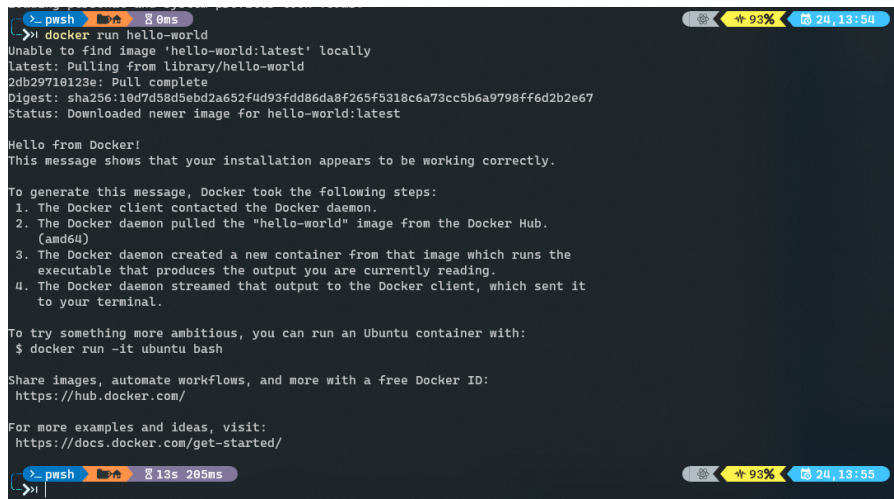 pwsh 0ms 93% 24,13:54
docker run hello-world
Unable to find image 'hello-world:latest' locally
latest: Pulling from library/hello-world
2db29710123e: Pull complete
Digest: sha256:10d7d58d5ebd2a652f4d93fdd86da8f265f5318c6a73cc5b6a9798ff6d2b2e67
Status: Downloaded newer image for hello-world:latest
Hello from Docker!
This message shows that your installation appears to be working correctly.
To generate this message, Docker took the following steps:
1. The Docker client contacted the Docker daemon.
2. The Docker daemon pulled the "hello-world" image from the Docker Hub.
(amd64)
3. The Docker daemon created a new container from that image which runs the
executable that produces the output you are currently reading.
4. The Docker daemon streamed that output to the Docker client, which sent it
to your terminal.
To try something more ambitious, you can run an Ubuntu container with:
$ docker run -it ubuntu bash
Share images, automate workflows, and more with a free Docker ID:
https://hub.docker.com/
For more examples and ideas, visit:
https://docs.docker.com/get-started/
pwsh 13s 205ms 93% 24,13:55